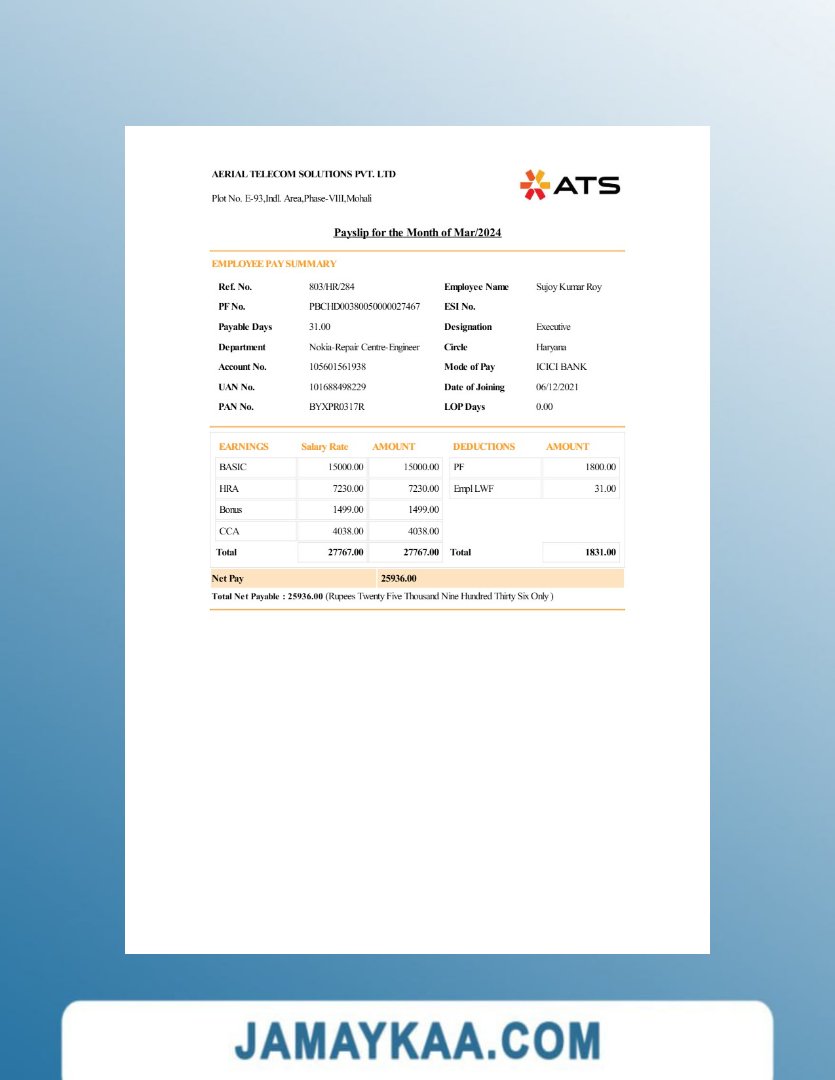 AERIAL TELECOM SOLUTIONS PVT. LTD
ATS
Plot No. E-93,Indl. Area,Phase-VIII,Mohali
Payslip for the Month of Mar/2024
EMPLOYEE PAY SUMMARY
Ref. No. 803/HR/284 Employee Name Sujoy Kumar Roy
PF No. PBCHD00380050000027467 ESI No.
Payable Days 31.00 Designation Executive
Department Nokia-Repair Centre-Engineer Circle Haryana
Account No. 105601561938 Mode of Pay ICICI BANK
UAN No. 101688498229 Date of Joining 06/12/2021
PAN No. BYXPR0317R LOP Days 0.00
EARNINGS Salary Rate AMOUNT DEDUCTIONS AMOUNT
BASIC 15000.00 15000.00 PF 1800.00
HRA 7230.00 7230.00 Empl LWF 31.00
Bonus 1499.00 1499.00
CCA 4038.00 4038.00
Total 27767.00 27767.00 Total 1831.00
Net Pay 25936.00
Total Net Payable : 25936.00 (Rupees Twenty Five Thousand Nine Hundred Thirty Six Only )
JAMAYKAA.COM